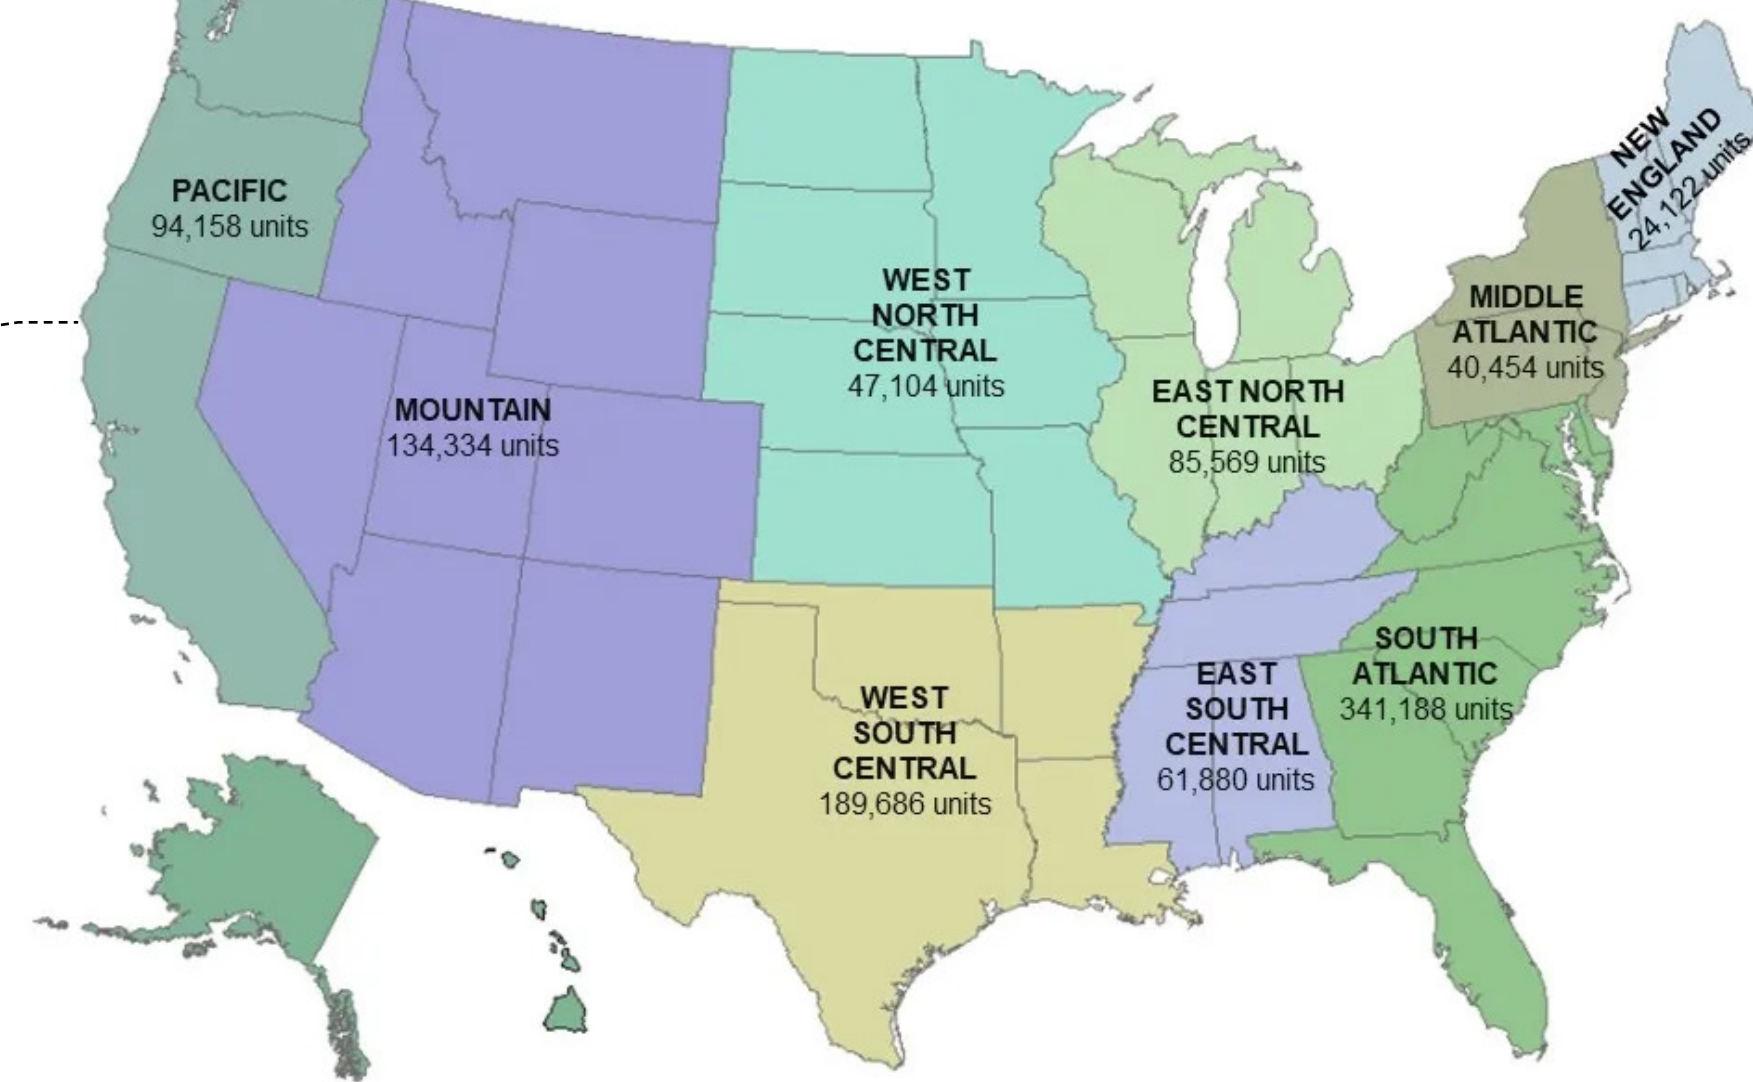 PACIFIC
94,158 units
MOUNTAIN
134,334 units
WEST
NORTH
CENTRAL
47,104 units
EAST NORTH
CENTRAL
85,569 units
MIDDLE
ATLANTIC
40,454 units
NEW
ENGLAND
24,122 units
WEST
SOUTH
CENTRAL
189,686 units
EAST
SOUTH
CENTRAL
61,880 units
SOUTH
ATLANTIC
341,188 units